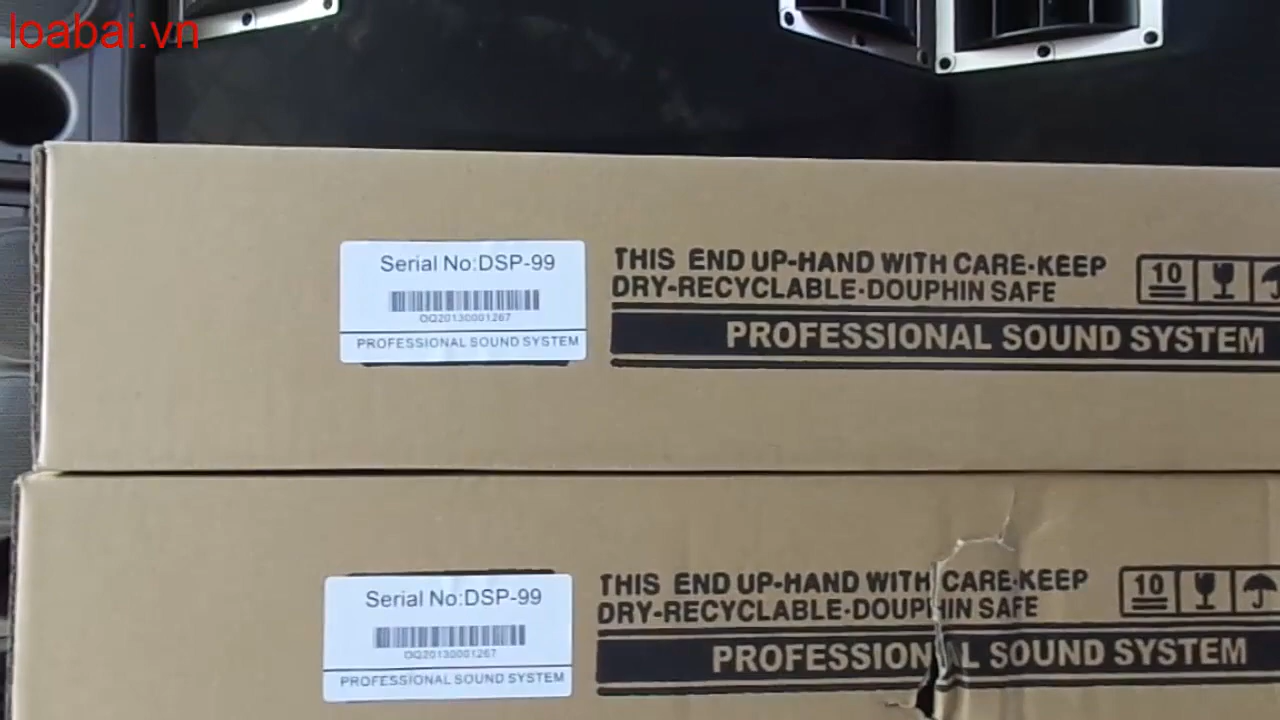 loabai.vn
Serial No:DSP-99
OQ20130001267
PROFESSIONAL SOUND SYSTEM
THIS END UP-HAND WITH CARE-KEEP
DRY-RECYCLABLE-DOUPHIN SAFE
10
PROFESSIONAL SOUND SYSTEM
Serial No:DSP-99
OQ20130001267
PROFESSIONAL SOUND SYSTEM
THIS END UP-HAND WITH CARE-KEEP
DRY-RECYCLABLE-DOUPHIN SAFE
10
PROFESSIONAL SOUND SYSTEM